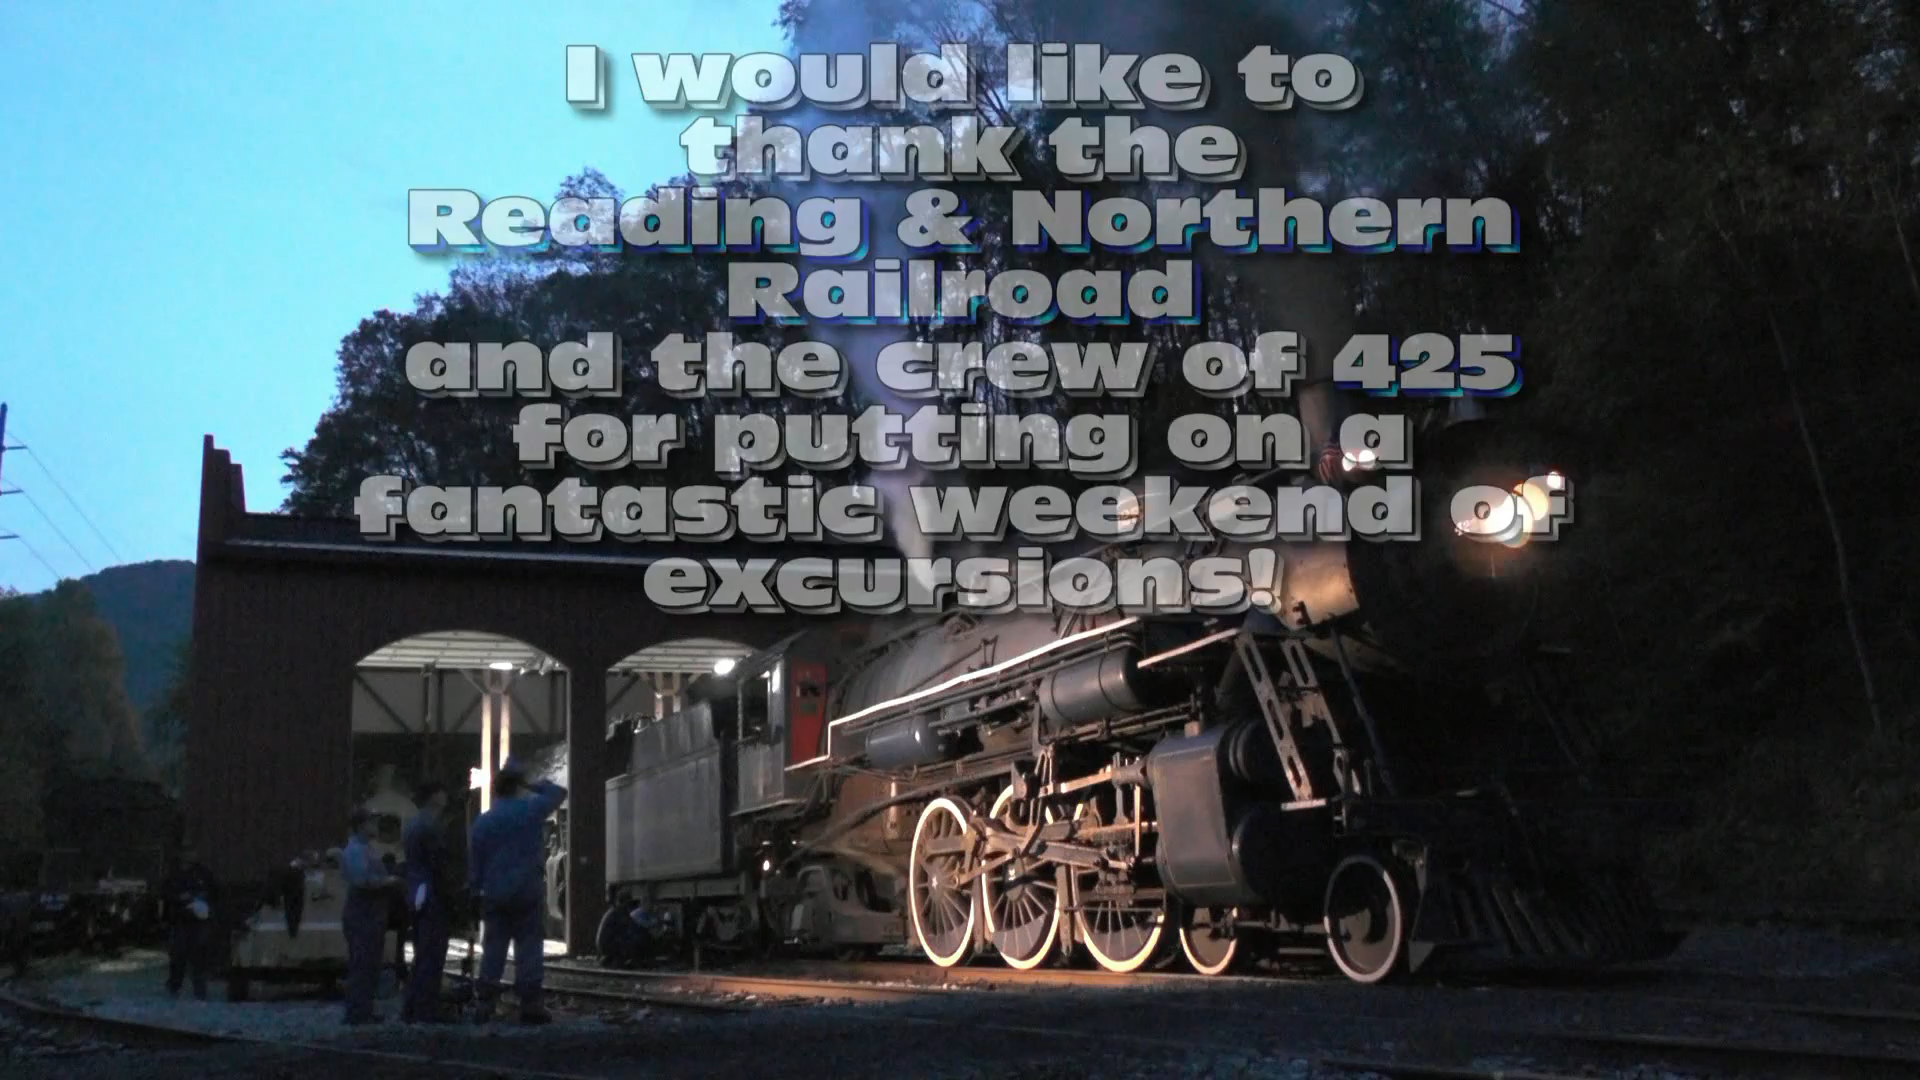 I would like to
thank the
Reading & Northern
Railroad
and the crew of 425
for putting on a
fantastic weekend of
excursions!